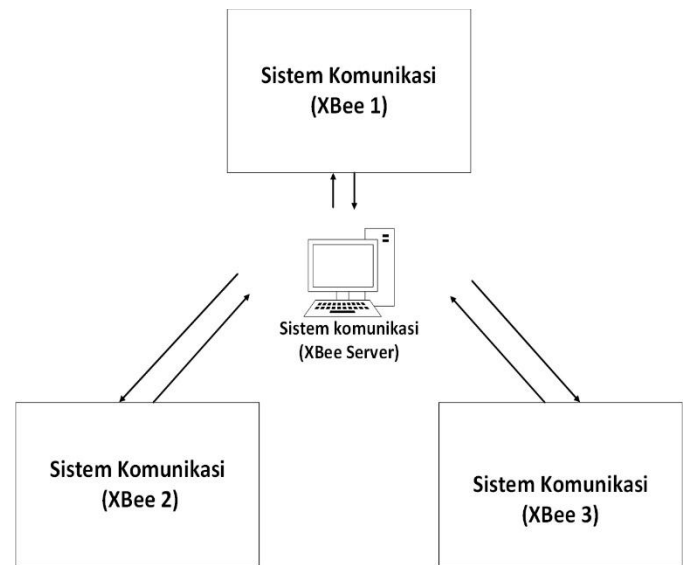 Sistem Komunikasi
(XBee 1)
Sistem komunikasi
(XBee Server)
Sistem Komunikasi
(XBee 2)
Sistem Komunikasi
(XBee 3)